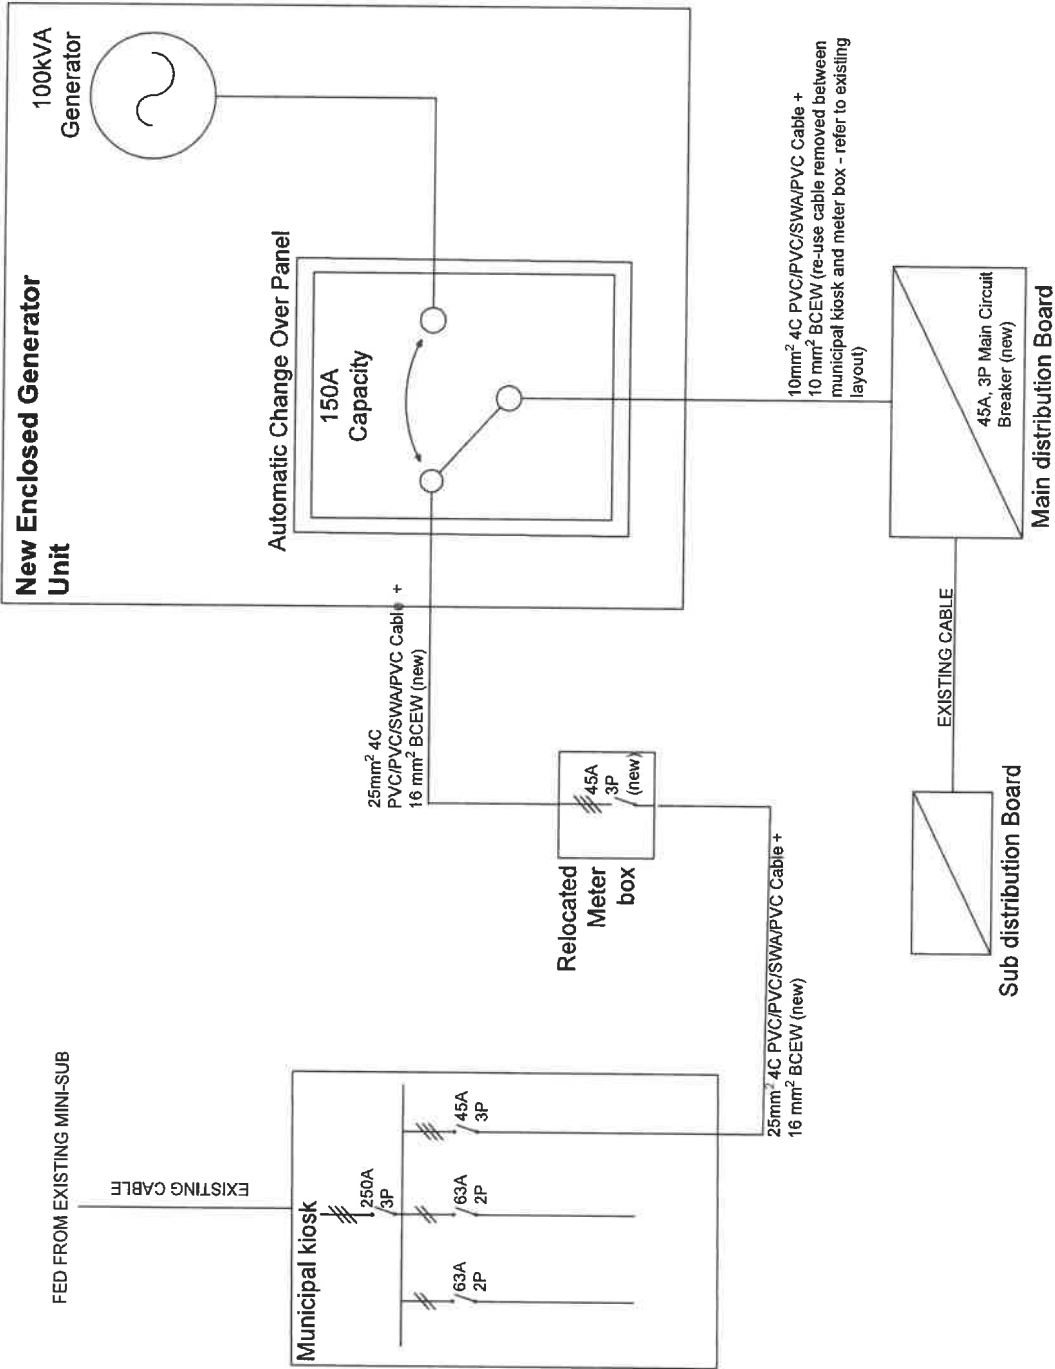 New Enclosed Generator
Unit
100kVA
Generator
Automatic Change Over Panel
150A
Capacity
25mm² 4C
PVC/PVC/SWA/PVC Cable +
16 mm² BCEW (new)
10mm² 4C PVC/PVC/SWA/PVC Cable +
10 mm² BCEW (re-use cable removed between
municipal kiosk and meter box - refer to existing
layout)
45A, 3P Main Circuit
Breaker (new)
Main distribution Board
EXISTING CABLE
Sub distribution Board
45A
3P
(new)
Relocated
Meter
box
25mm² 4C PVC/PVC/SWA/PVC Cable +
16 mm² BCEW (new)
FED FROM EXISTING MINI-SUB
EXISTING CABLE
Municipal kiosk
250A
3P
63A
2P
63A
2P
45A
3P